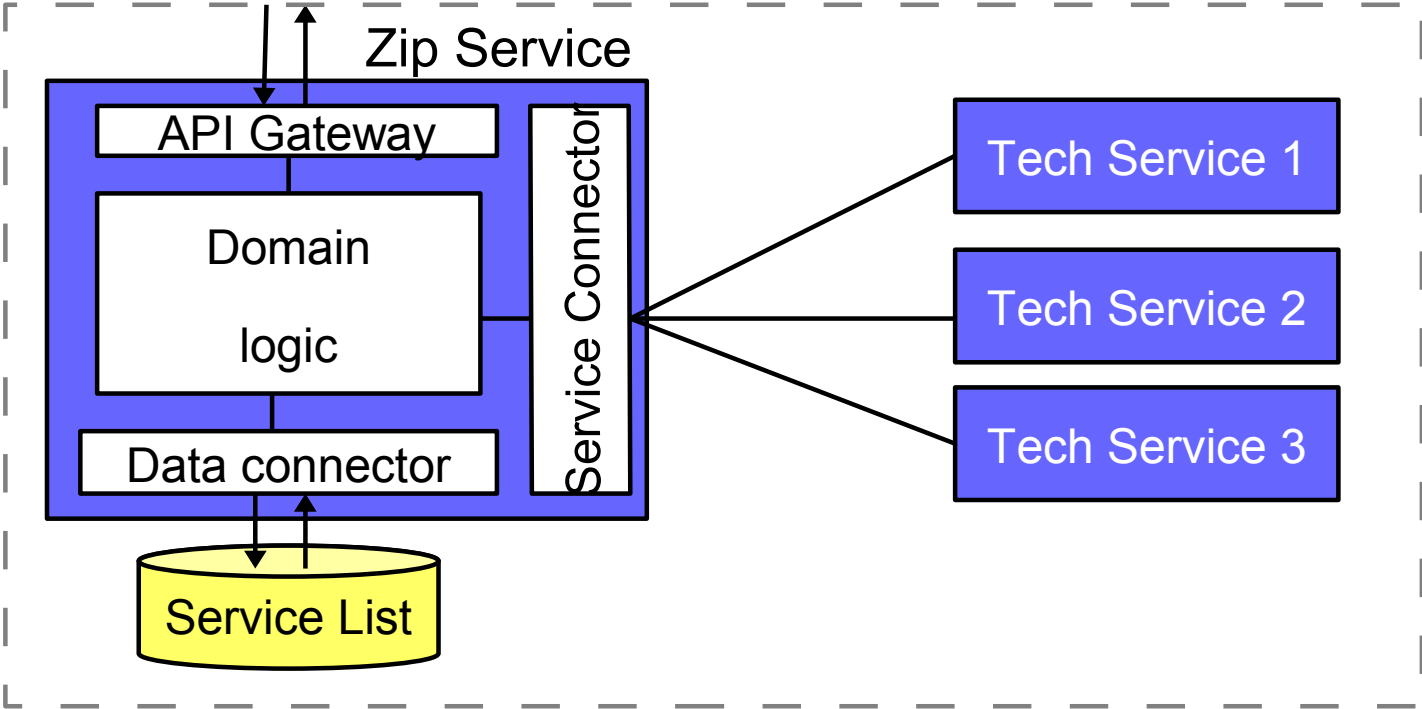 Zip Service
API Gateway
Domain
logic
Service Connector
Data connector
Service List
Tech Service 1
Tech Service 2
Tech Service 3